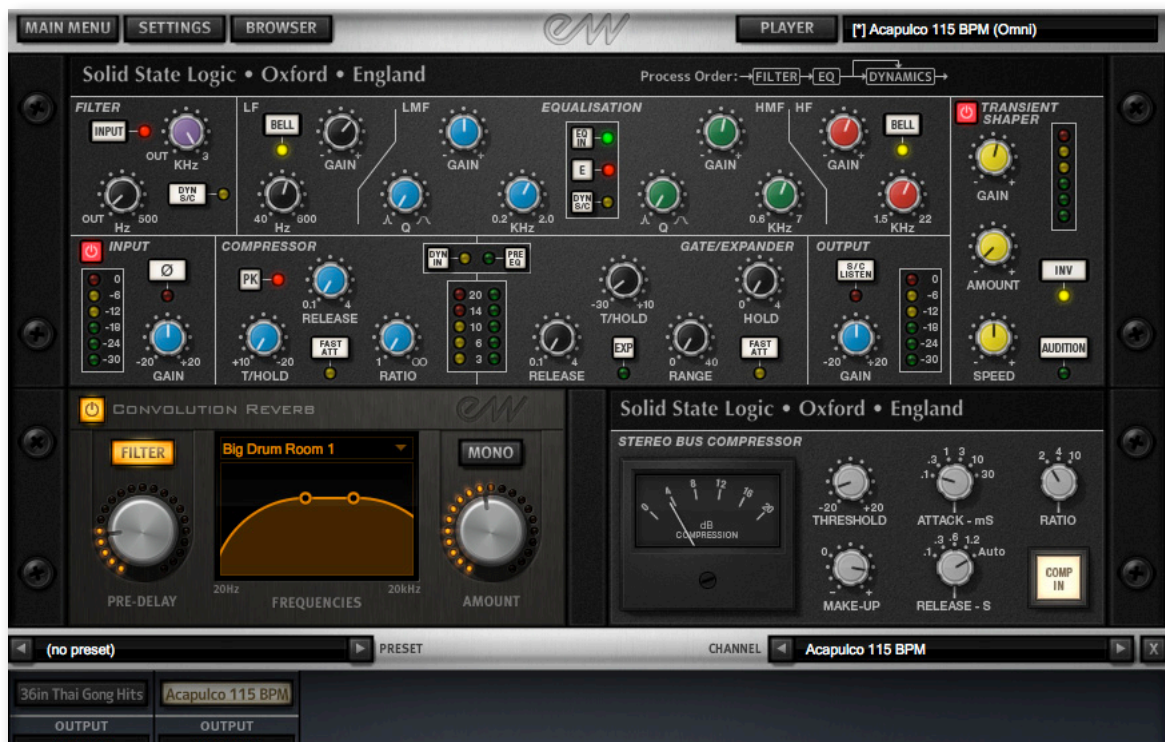 MAIN MENU SETTINGS BROWSER EW PLAYER [*] Acapulco 115 BPM (Omni)
Solid State Logic • Oxford • England
Process Order: FILTER EQ DYNAMICS
FILTER
INPUT
OUT 3
KHz
DYN S/C
OUT 500
Hz
LF
BELL
- + GAIN
40 800
Hz
LMF
- + GAIN
Q
0.2 2.0
KHz
EQUALISATION
EQ IN
E
DYN S/C
HMF
- + GAIN
Q
0.6 7
KHz
HF
- + GAIN
BELL
1.5 22
KHz
TRANSIENT
SHAPER
- + GAIN
- + AMOUNT
INV
- + SPEED
AUDITION
INPUT
Ø
0
-6
-12
-18
-24
-30
-20 +20
GAIN
COMPRESSOR
PK
0.1 4
RELEASE
+10 -20
T/HOLD
FAST ATT
1 ∞
RATIO
DYN IN
PRE EQ
20
14
10
6
3
GATE/EXPANDER
-30 +10
T/HOLD
0 4
HOLD
0.1 4
RELEASE
EXP
0 40
RANGE
FAST ATT
OUTPUT
S/C LISTEN
-20 +20
GAIN
0
-6
-12
-18
-24
-30
CONVOLUTION REVERB EW
FILTER
Big Drum Room 1
MONO
PRE-DELAY
20Hz 20kHz
FREQUENCIES
AMOUNT
Solid State Logic • Oxford • England
STEREO BUS COMPRESSOR
0 4 8 12 16 20
dB
COMPRESSION
-20 +20
THRESHOLD
.1 .3 1 3 10 30
ATTACK - mS
2 4 10
RATIO
0 - +
MAKE-UP
.1 .3 .6 1.2 Auto
RELEASE - S
COMP
IN
(no preset) PRESET CHANNEL Acapulco 115 BPM X
36in Thai Gong Hits Acapulco 115 BPM
OUTPUT OUTPUT